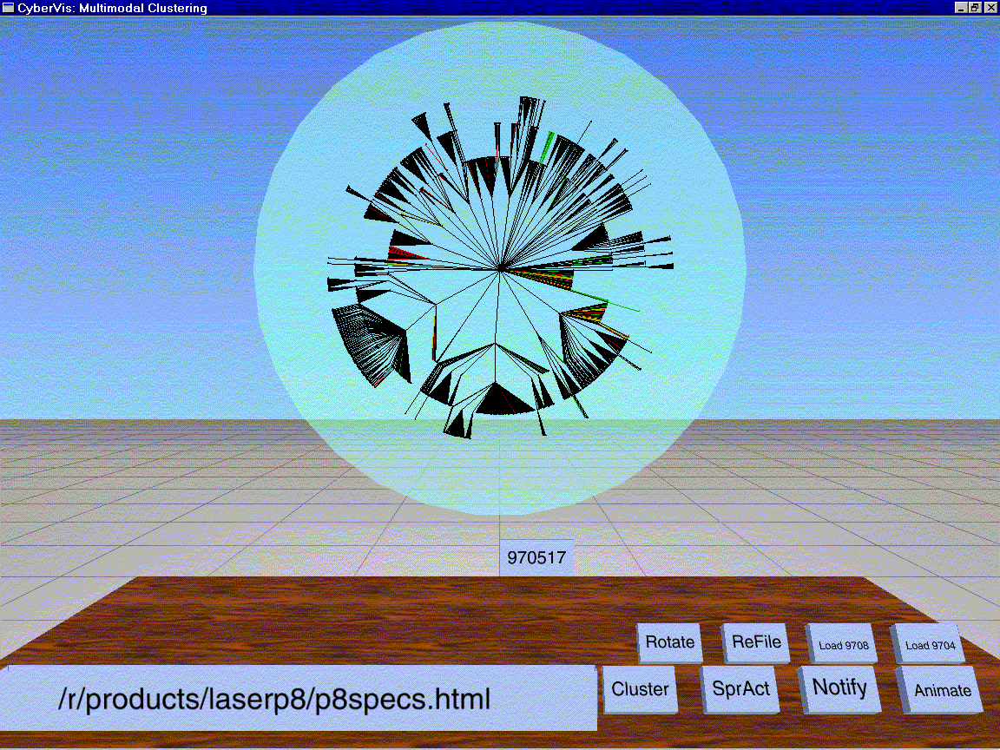 CyberVis: Multimodal Clustering
970517
Rotate
ReFile
Load 9708
Load 9704
/r/products/laserp8/p8specs.html
Cluster
SprAct
Notify
Animate